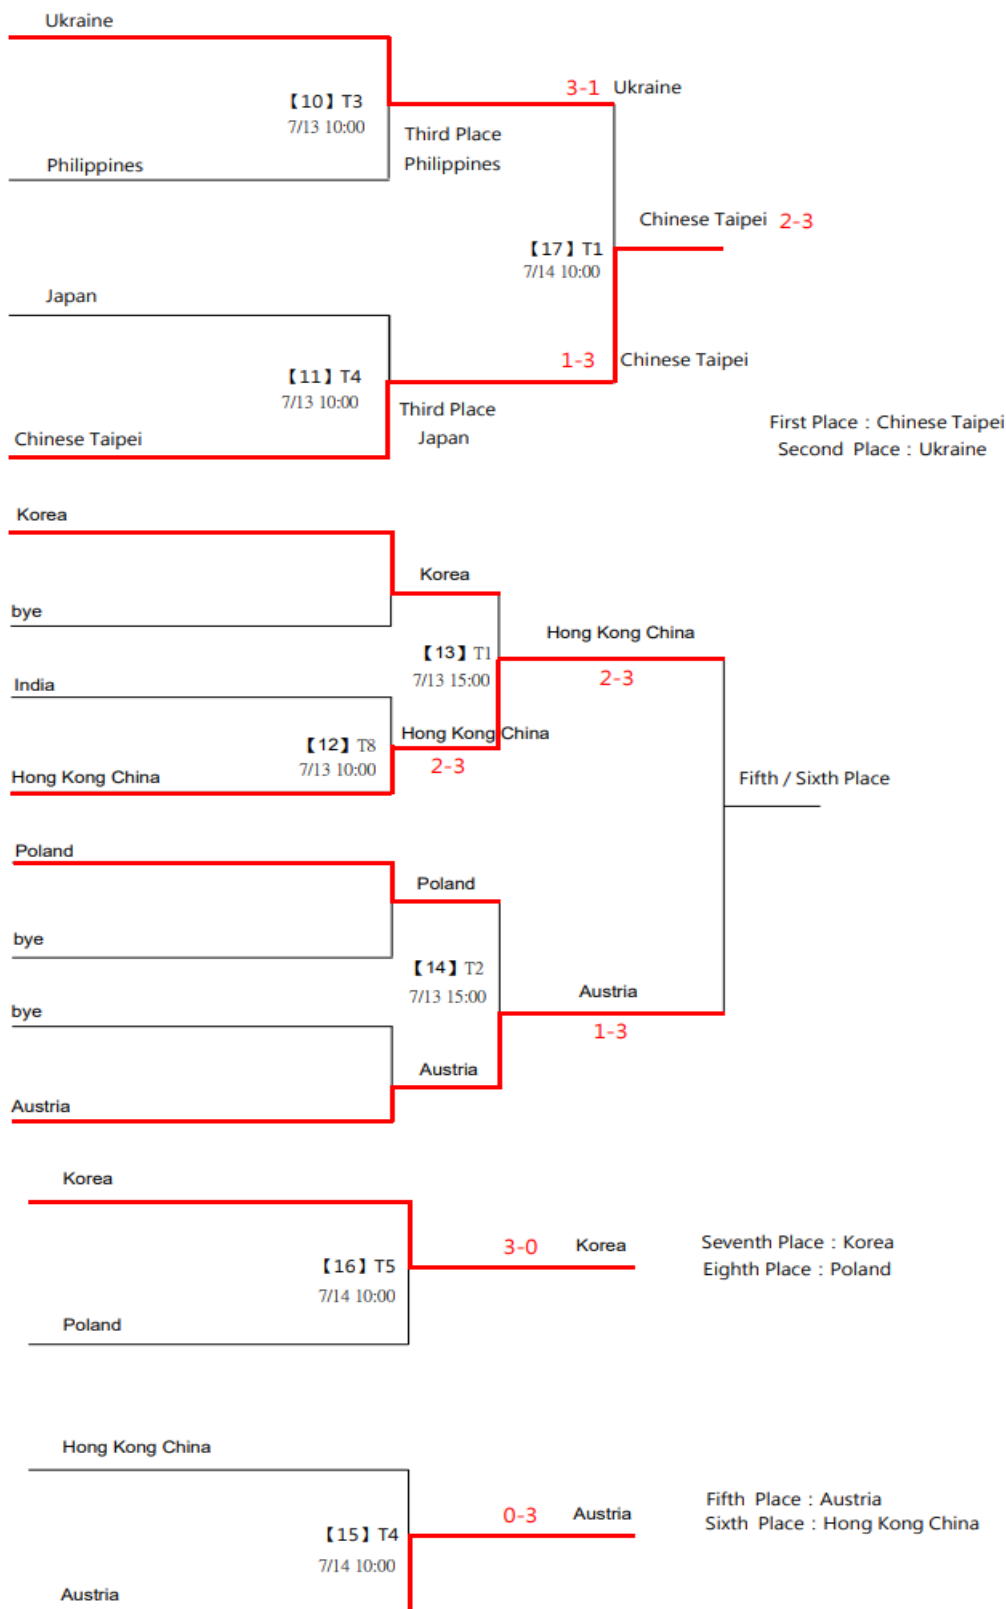 Ukraine
3-1 Ukraine
【10】T3
7/13 10:00
Third Place
Philippines
Philippines
Chinese Taipei 2-3
【17】T1
7/14 10:00
Japan
1-3 Chinese Taipei
【11】T4
7/13 10:00
Third Place
Japan
Chinese Taipei
First Place : Chinese Taipei
Second Place : Ukraine
Korea
Korea
bye
Hong Kong China
【13】T1
7/13 15:00
2-3
India
Hong Kong China
【12】T8
7/13 10:00
2-3
Hong Kong China
Fifth / Sixth Place
Poland
Poland
bye
【14】T2
7/13 15:00
Austria
bye
1-3
Austria
Austria
Korea
3-0 Korea
Seventh Place : Korea
Eighth Place : Poland
【16】T5
7/14 10:00
Poland
Hong Kong China
0-3 Austria
Fifth Place : Austria
Sixth Place : Hong Kong China
【15】T4
7/14 10:00
Austria